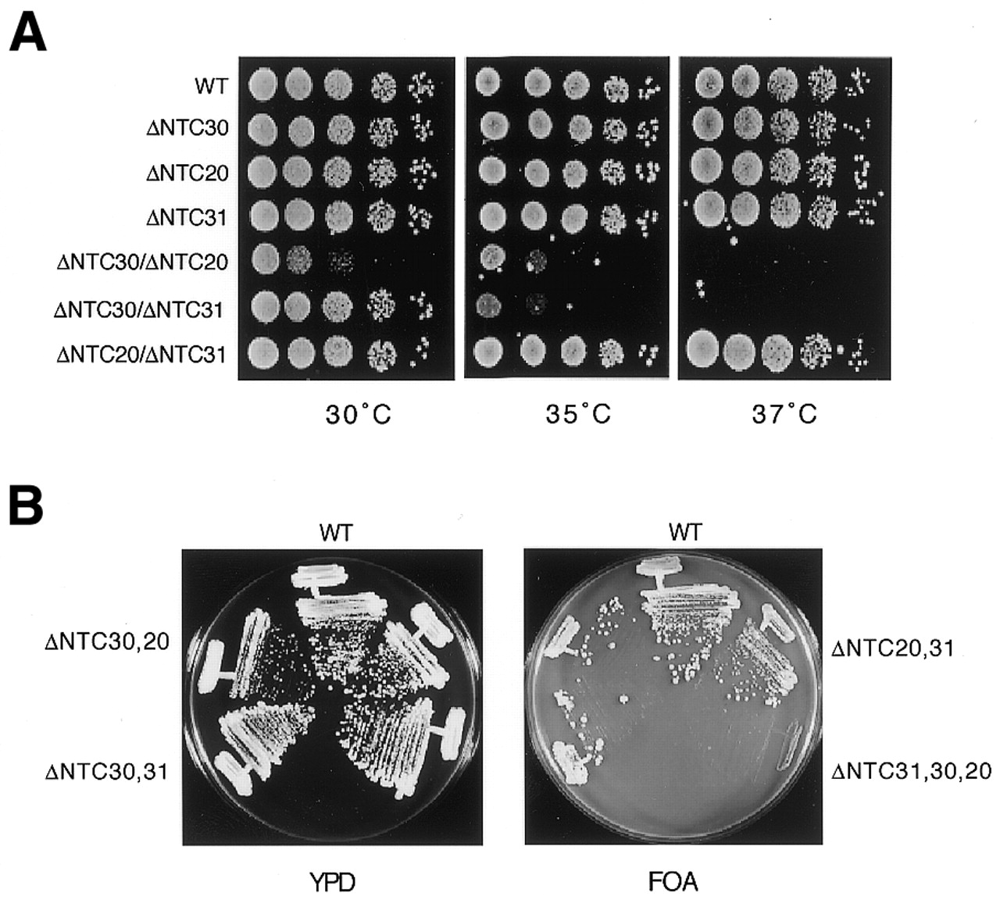 A
WT
ΔNTC30
ΔNTC20
ΔNTC31
ΔNTC30/ΔNTC20
ΔNTC30/ΔNTC31
ΔNTC20/ΔNTC31
30°C 35°C 37°C
B
WT WT
ΔNTC30,20 ΔNTC20,31
ΔNTC30,31 ΔNTC31,30,20
YPD FOA